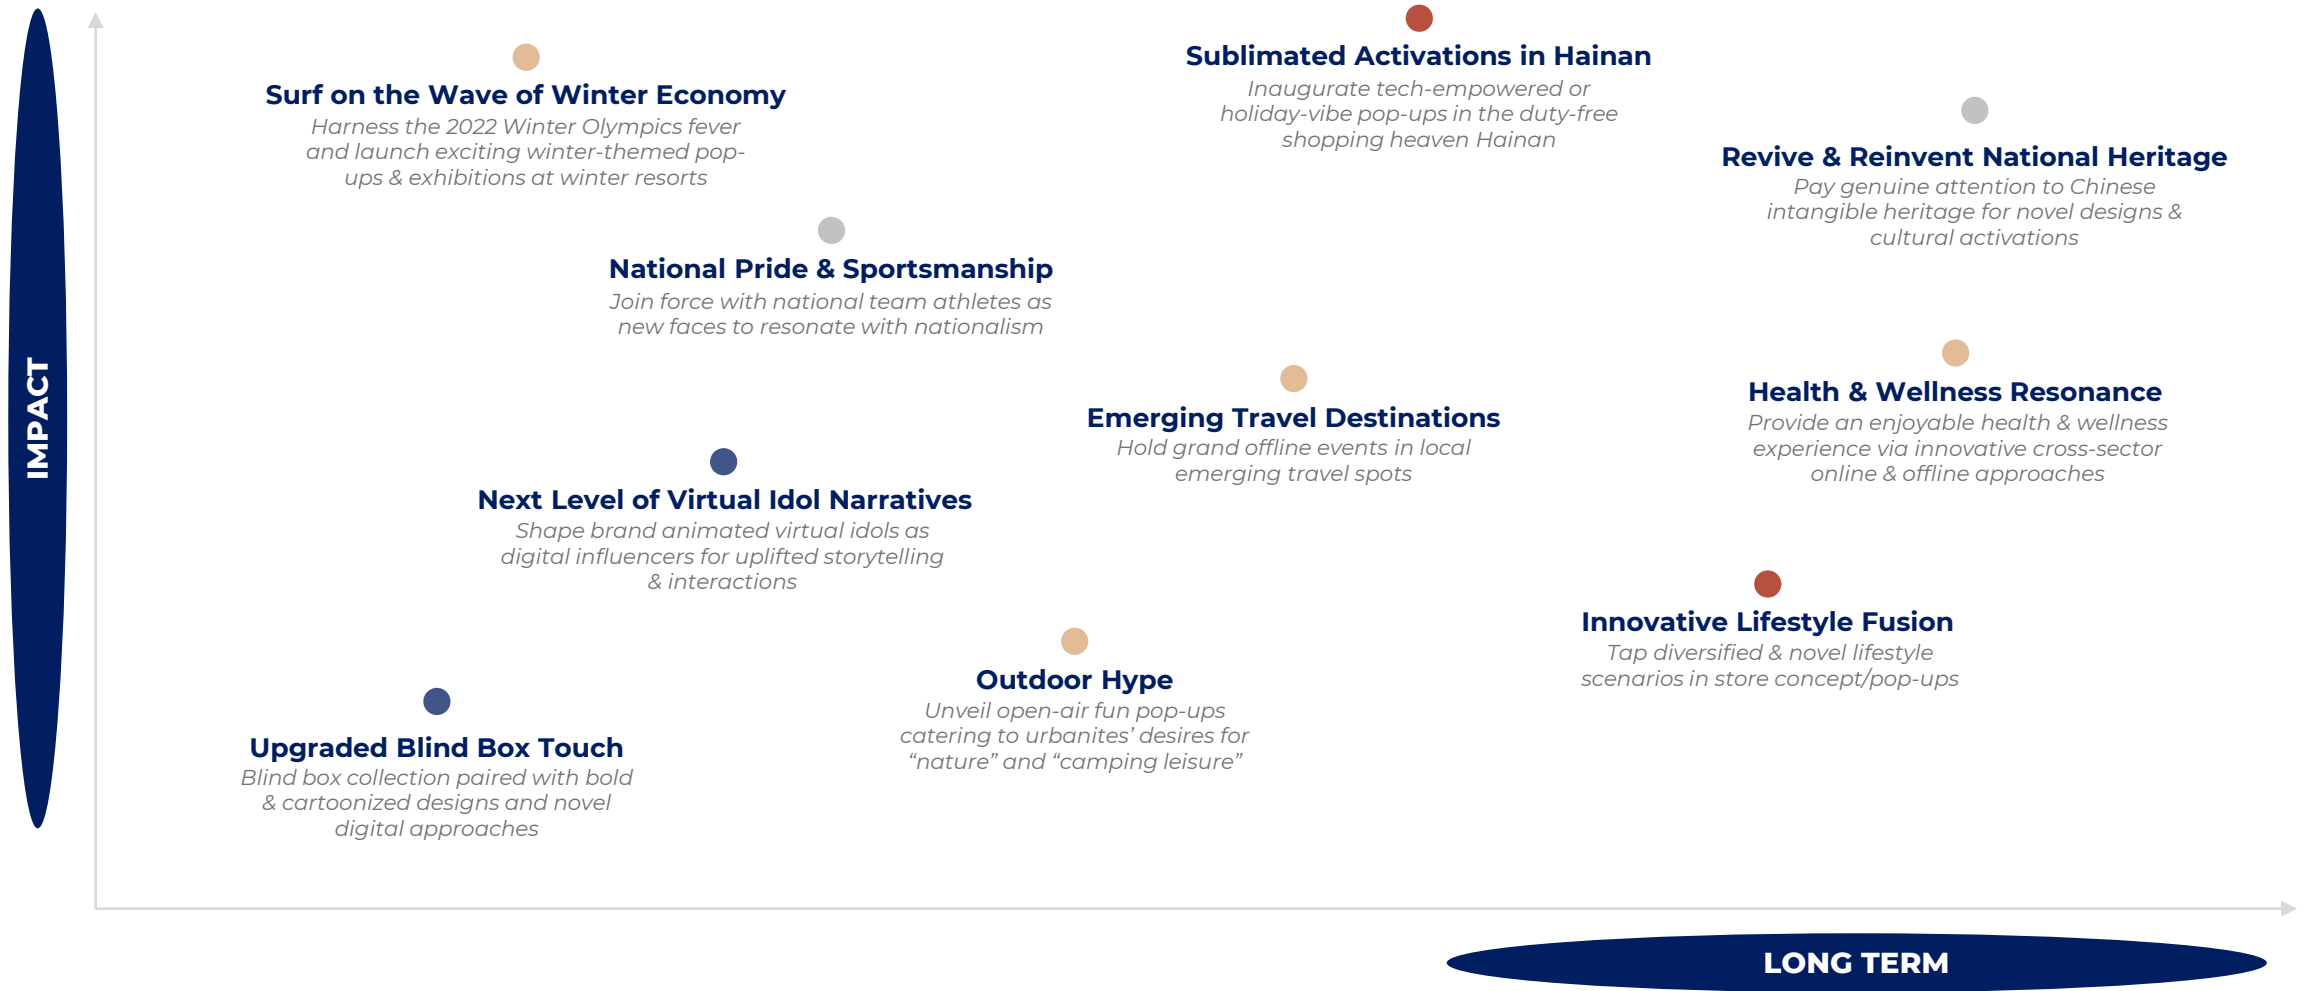 IMPACT
Surf on the Wave of Winter Economy
Harness the 2022 Winter Olympics fever
and launch exciting winter-themed pop-
ups & exhibitions at winter resorts
Sublimated Activations in Hainan
Inaugurate tech-empowered or
holiday-vibe pop-ups in the duty-free
shopping heaven Hainan
Revive & Reinvent National Heritage
Pay genuine attention to Chinese
intangible heritage for novel designs &
cultural activations
National Pride & Sportsmanship
Join force with national team athletes as
new faces to resonate with nationalism
Emerging Travel Destinations
Hold grand offline events in local
emerging travel spots
Health & Wellness Resonance
Provide an enjoyable health & wellness
experience via innovative cross-sector
online & offline approaches
Next Level of Virtual Idol Narratives
Shape brand animated virtual idols as
digital influencers for uplifted storytelling
& interactions
Innovative Lifestyle Fusion
Tap diversified & novel lifestyle
scenarios in store concept/pop-ups
Outdoor Hype
Unveil open-air fun pop-ups
catering to urbanites’ desires for
“nature” and “camping leisure”
Upgraded Blind Box Touch
Blind box collection paired with bold
& cartoonized designs and novel
digital approaches
LONG TERM